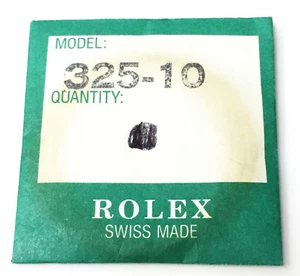 MODEL:
325-10
QUANTITY:
ROLEX
SWISS MADE